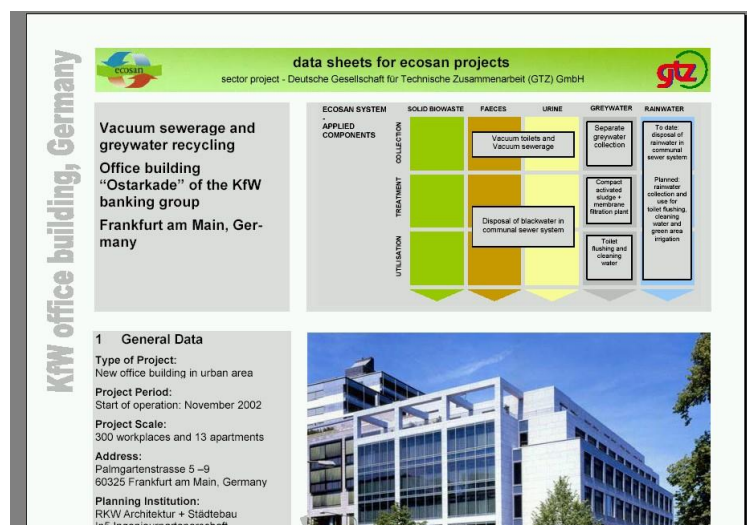 KfW office building, Germany
ecosan
data sheets for ecosan projects
sector project - Deutsche Gesellschaft für Technische Zusammenarbeit (GTZ) GmbH
gtz
Vacuum sewerage and
greywater recycling
Office building
“Ostarkade” of the KfW
banking group
Frankfurt am Main, Ger-
many
ECOSAN SYSTEM
-
APPLIED
COMPONENTS
SOLID BIOWASTE
FAECES
URINE
GREYWATER
RAINWATER
COLLECTION
TREATMENT
UTILISATION
Vacuum toilets and
Vacuum sewerage
Disposal of blackwater in
communal sewer system
Separate
greywater
collection
Compact
activated
sludge +
membrane
filtration plant
Toilet
flushing and
cleaning
water
To date:
disposal of
rainwater in
communal
sewer system
Planned:
rainwater
collection and
use for
toilet flushing,
cleaning
water and
green area
irrigation
1 General Data
Type of Project:
New office building in urban area
Project Period:
Start of operation: November 2002
Project Scale:
300 workplaces and 13 apartments
Address:
Palmgartenstrasse 5 –9
60325 Frankfurt am Main, Germany
Planning Institution:
RKW Architektur + Städtebau